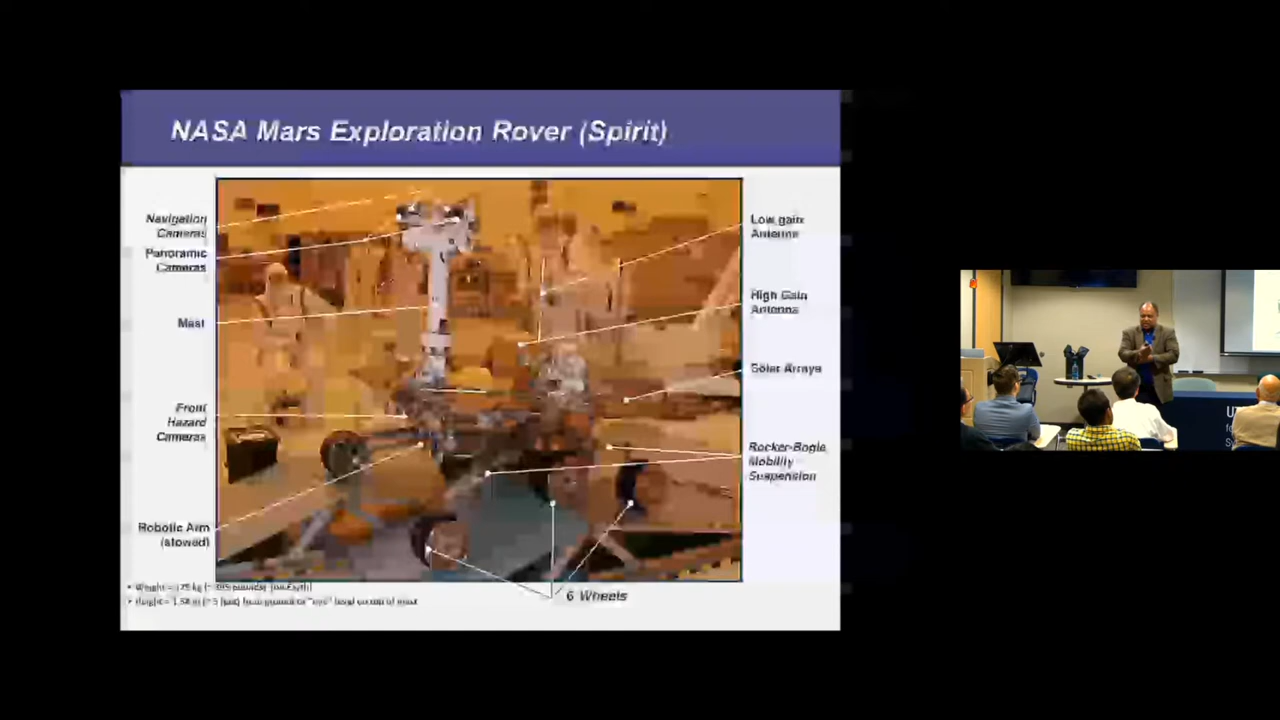 NASA Mars Exploration Rover (Spirit)
Navigation
Cameras
Panoramic
Cameras
Mast
Front
Hazard
Cameras
Robotic Arm
(stowed)
Low gain
Antenna
High Gain
Antenna
Solar Arrays
Rocker-Bogie
Mobility
Suspension
6 Wheels